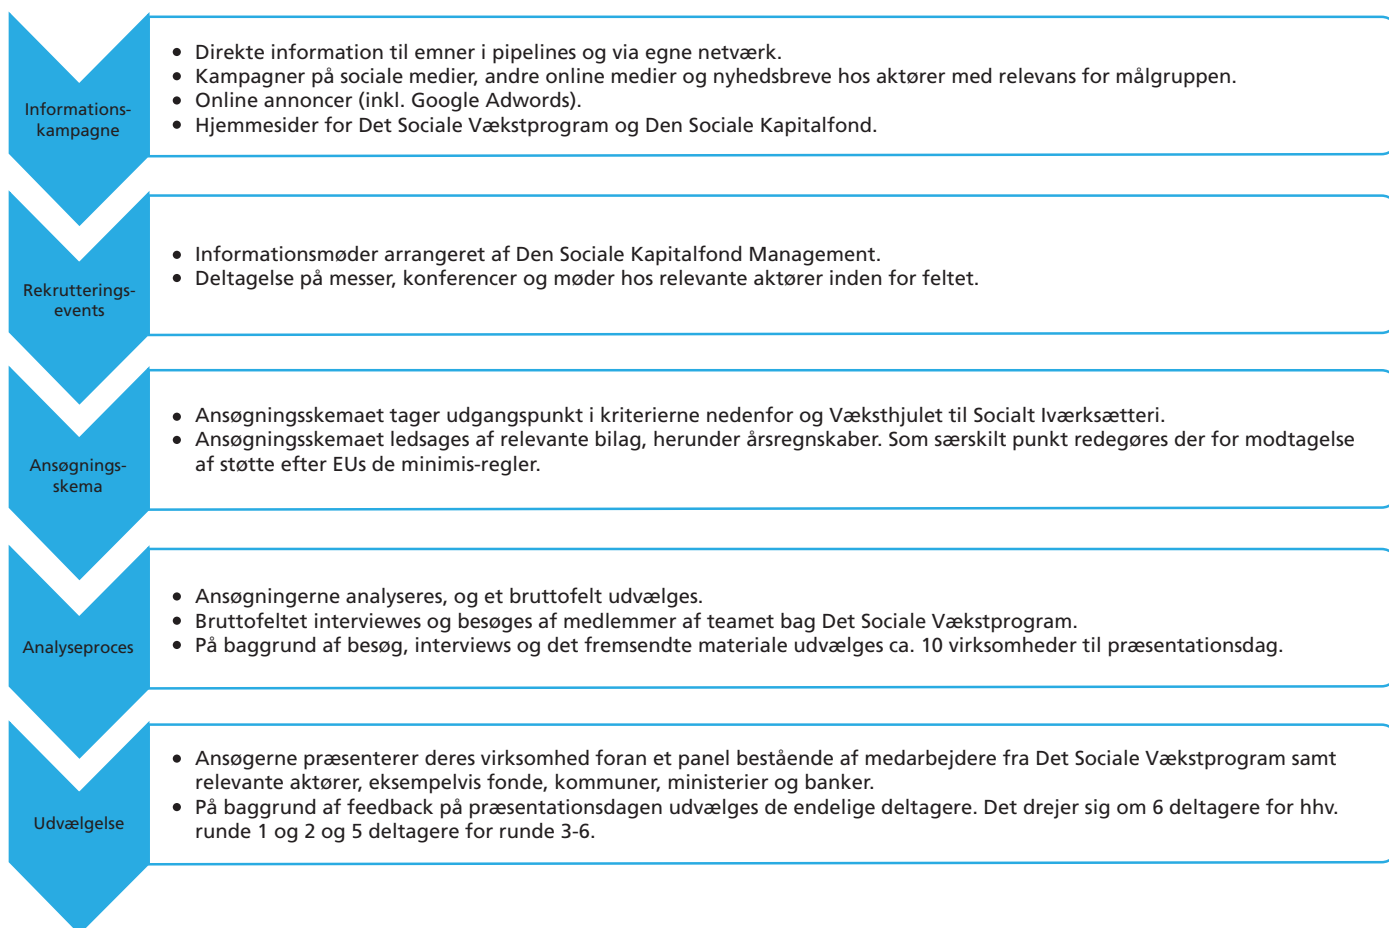 Informations-
kampagne
• Direkte information til emner i pipelines og via egne netværk.
• Kampagner på sociale medier, andre online medier og nyhedsbreve hos aktører med relevans for målgruppen.
• Online annoncer (inkl. Google Adwords).
• Hjemmesider for Det Sociale Vækstprogram og Den Sociale Kapitalfond.
Rekrutterings-
events
• Informationsmøder arrangeret af Den Sociale Kapitalfond Management.
• Deltagelse på messer, konferencer og møder hos relevante aktører inden for feltet.
Ansøgnings-
skema
• Ansøgningsskemaet tager udgangspunkt i kriterierne nedenfor og Væksthjulet til Socialt Iværksætteri.
• Ansøgningsskemaet ledsages af relevante bilag, herunder årsregnskaber. Som særskilt punkt redegøres der for modtagelse
af støtte efter EUs de minimis-regler.
Analyseproces
• Ansøgningerne analyseres, og et bruttofelt udvælges.
• Bruttofeltet interviewes og besøges af medlemmer af teamet bag Det Sociale Vækstprogram.
• På baggrund af besøg, interviews og det fremsendte materiale udvælges ca. 10 virksomheder til præsentationsdag.
Udvælgelse
• Ansøgerne præsenterer deres virksomhed foran et panel bestående af medarbejdere fra Det Sociale Vækstprogram samt
relevante aktører, eksempelvis fonde, kommuner, ministerier og banker.
• På baggrund af feedback på præsentationsdagen udvælges de endelige deltagere. Det drejer sig om 6 deltagere for hhv.
runde 1 og 2 og 5 deltagere for runde 3-6.